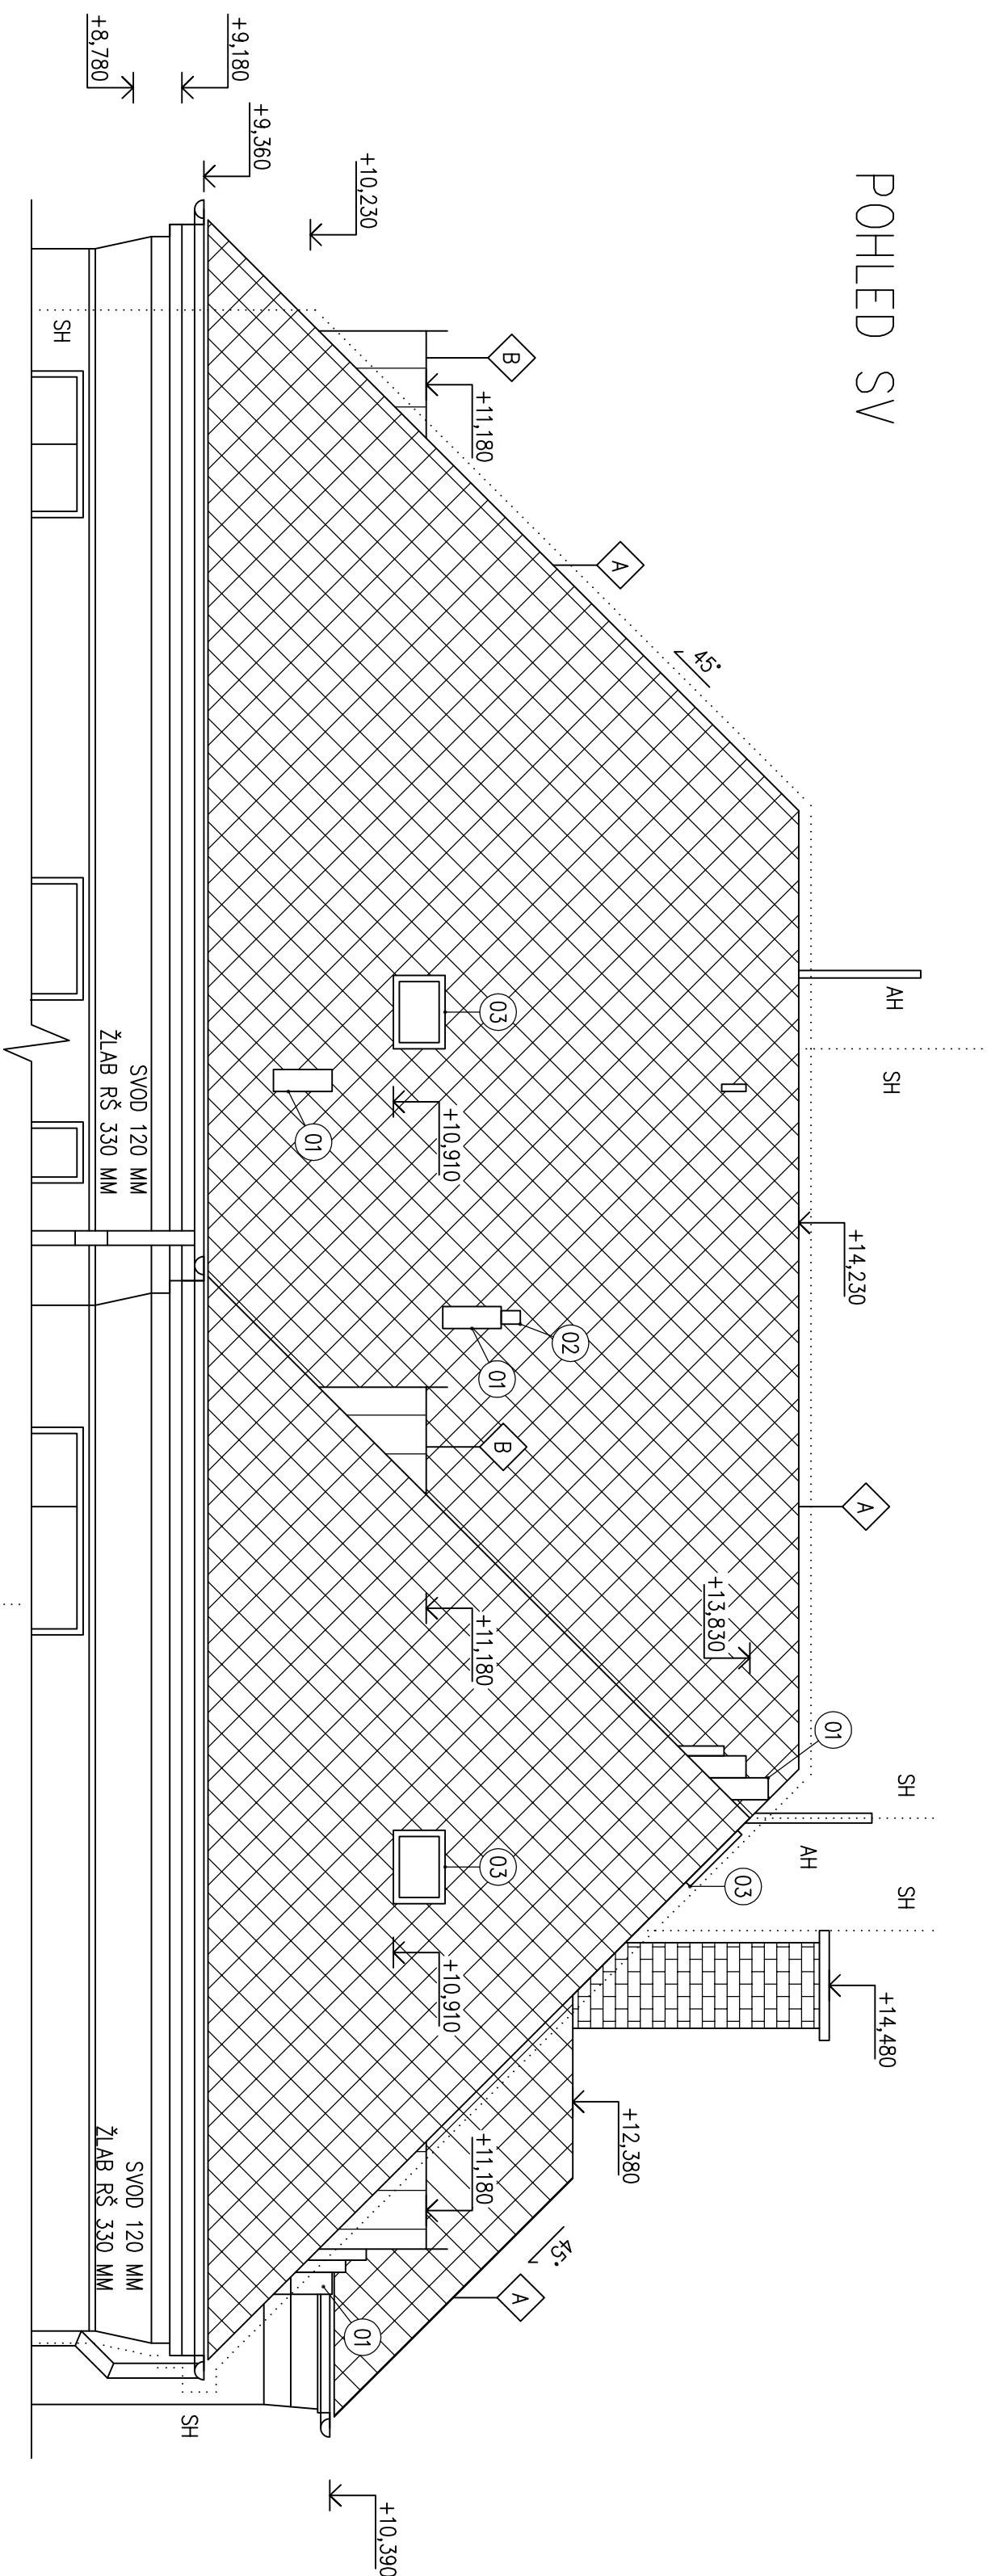 POHLED SV
+8,780
+9,180
+9,360
+10,230
B
+11,180
A
45°
AH
SH
+14,230
A
+13,830
01
SH
AH
SH
03
+14,480
+12,380
+11,180
45°
A
01
+10,390
SH
03
+10,910
01
02
01
B
+11,180
03
+10,910
SH
SVOD 120 MM
ŽLAB RŠ 330 MM
SVOD 120 MM
ŽLAB RŠ 330 MM